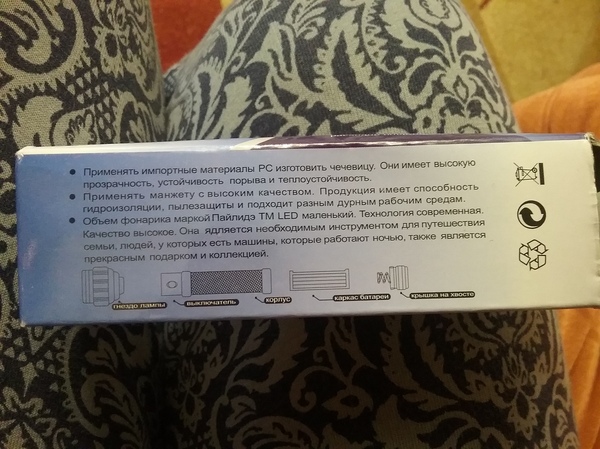 • Применять импортные материалы PC изготовить чечевицу. Они имеет высокую
прозрачность, устойчивость порыва и теплоустойчивость.
• Применять манжету с высоким качеством. Продукция имеет способность
гидроизоляции, пылезащиты и подходит разным дурным рабочим средам.
• Объем фонарика маркой Пайлидэ TM LED маленький. Технология современная.
Качество высокое. Она ядляется необходимым инструментом для путешествия
семьи, людей, у которых есть машины, которые работают ночью, также является
прекрасным подарком и коллекцией.
гнездо лампы выключатель корпус каркас батареи крышка на хвосте